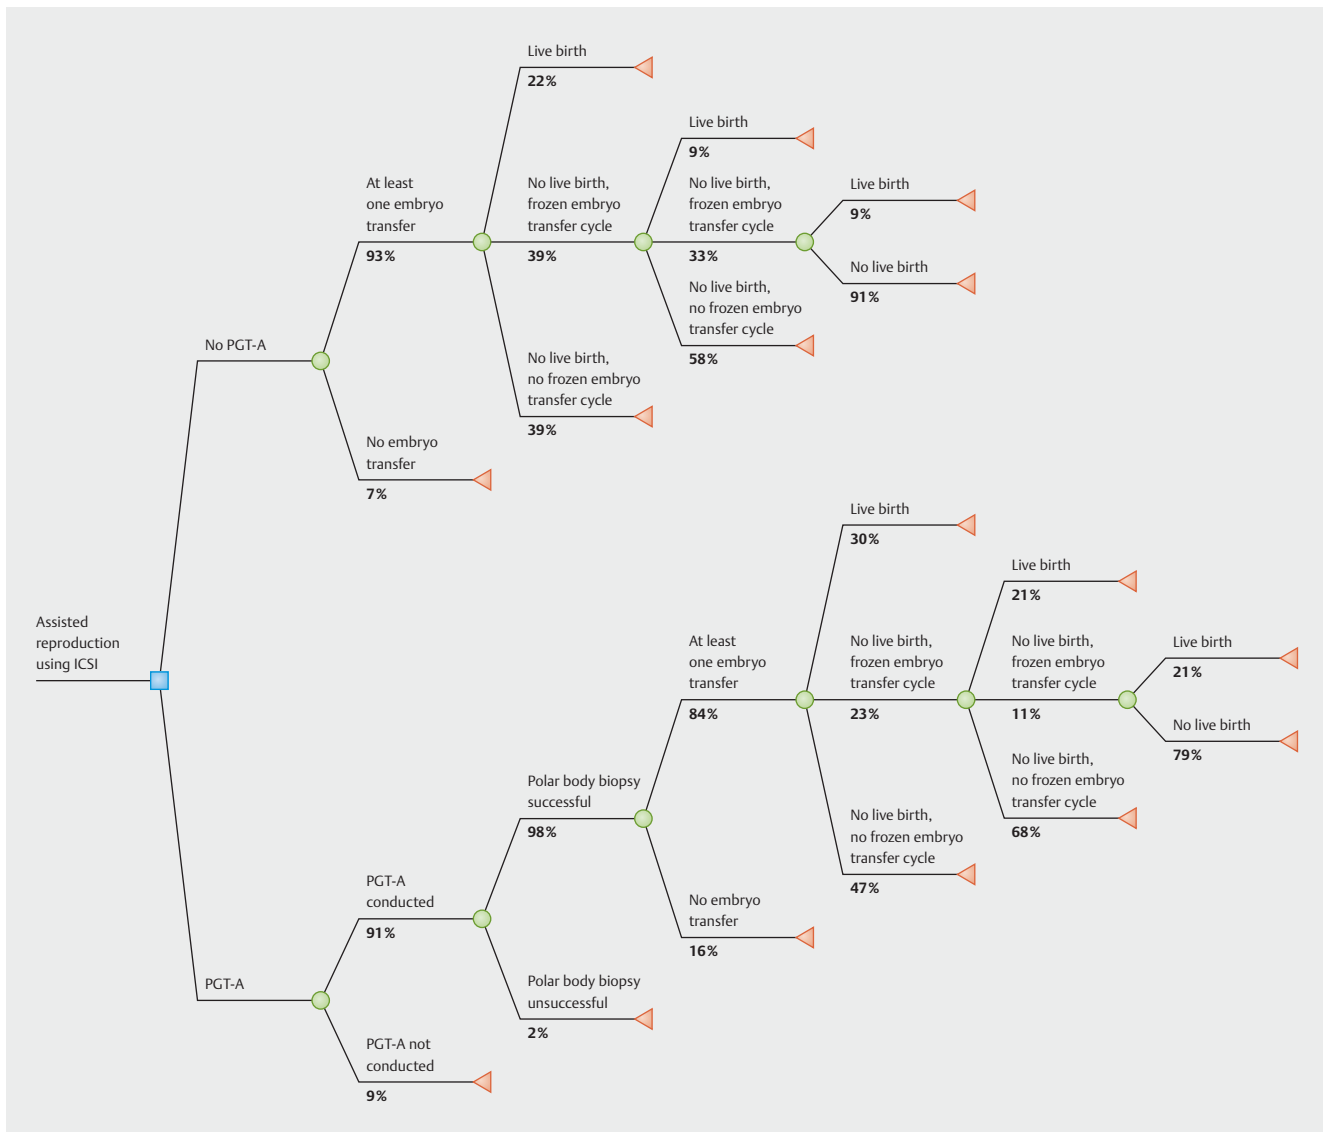 Live birth
22%
Live birth
9%
At least
one embryo
transfer
93%
No live birth,
frozen embryo
transfer cycle
39%
No live birth,
frozen embryo
transfer cycle
33%
Live birth
9%
No live birth
91%
No live birth,
no frozen embryo
transfer cycle
58%
No PGT-A
No live birth,
no frozen embryo
transfer cycle
39%
No embryo
transfer
7%
Live birth
30%
Live birth
21%
Assisted
reproduction
using ICSI
At least
one embryo
transfer
84%
No live birth,
frozen embryo
transfer cycle
23%
No live birth,
frozen embryo
transfer cycle
11%
Live birth
21%
No live birth
79%
No live birth,
no frozen embryo
transfer cycle
68%
Polar body biopsy
successful
98%
No live birth,
no frozen embryo
transfer cycle
47%
PGT-A
conducted
91%
No embryo
transfer
16%
PGT-A
Polar body biopsy
unsuccessful
2%
PGT-A not
conducted
9%